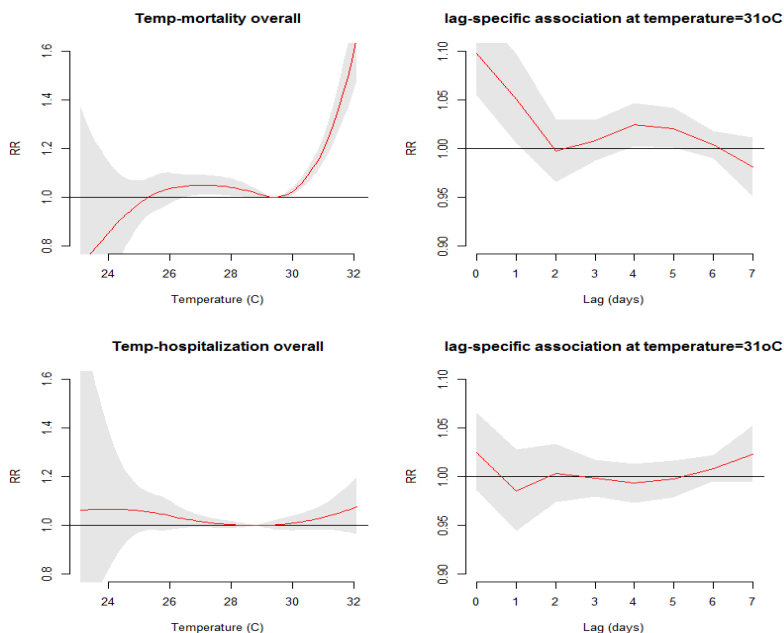 Temp-mortality overall
RR
1.6
1.4
1.2
1.0
0.8
24 26 28 30 32
Temperature (C)
lag-specific association at temperature=31oC
RR
1.10
1.05
1.00
0.95
0.90
0 1 2 3 4 5 6 7
Lag (days)
Temp-hospitalization overall
RR
1.6
1.4
1.2
1.0
0.8
24 26 28 30 32
Temperature (C)
lag-specific association at temperature=31oC
RR
1.10
1.05
1.00
0.95
0.90
0 1 2 3 4 5 6 7
Lag (days)